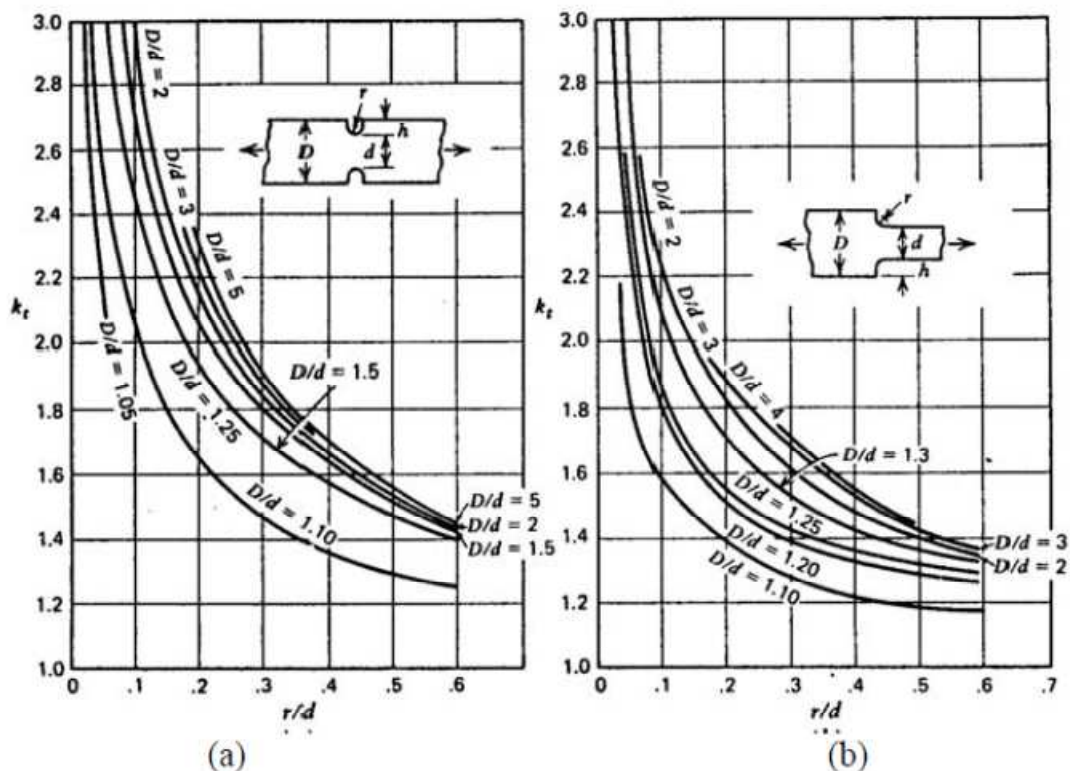 3.0
2.8
2.6
2.4
2.2
k_t
2.0
1.8
1.6
1.4
1.2
1.0
0 .1 .2 .3 .4 .5 .6
r/d
D/d = 2
D/d = 3
D/d = 5
D/d = 1.5
D/d = 1.25
D/d = 1.05
D/d = 1.10
D/d = 5
D/d = 2
D/d = 1.5
r
h
D
d
(a)
3.0
2.8
2.6
2.4
2.2
k_t
2.0
1.8
1.6
1.4
1.2
1.0
0 .1 .2 .3 .4 .5 .6 .7
r/d
D/d = 2
D/d = 3
D/d = 4
D/d = 1.3
D/d = 1.25
D/d = 1.20
D/d = 1.10
D/d = 3
D/d = 2
r
D
d
h
(b)